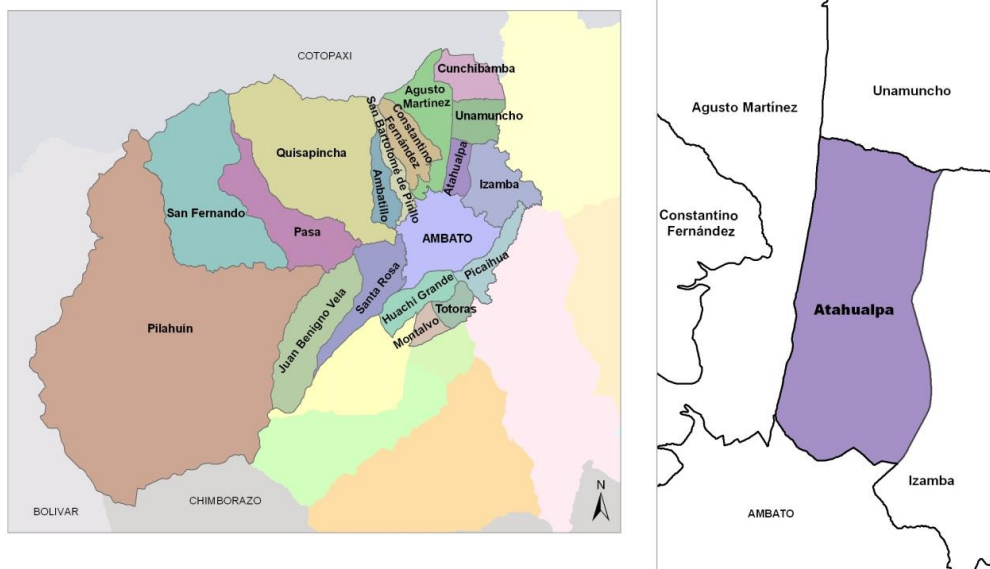 COTOPAXI
Cunchibamba
Agusto
Martinez
Unamuncho
Constantino
Fernández
San Bartolomé de Pinllo
Ambatillo
Atahualpa
Izamba
Quisapincha
San Fernando
Pasa
AMBATO
Picaihua
Santa Rosa
Huachi Grande
Totoras
Montalvo
Juan Benigno Vela
Pilahuin
BOLIVAR
CHIMBORAZO
N
Agusto Martínez
Unamuncho
Constantino
Fernández
Atahualpa
Izamba
AMBATO